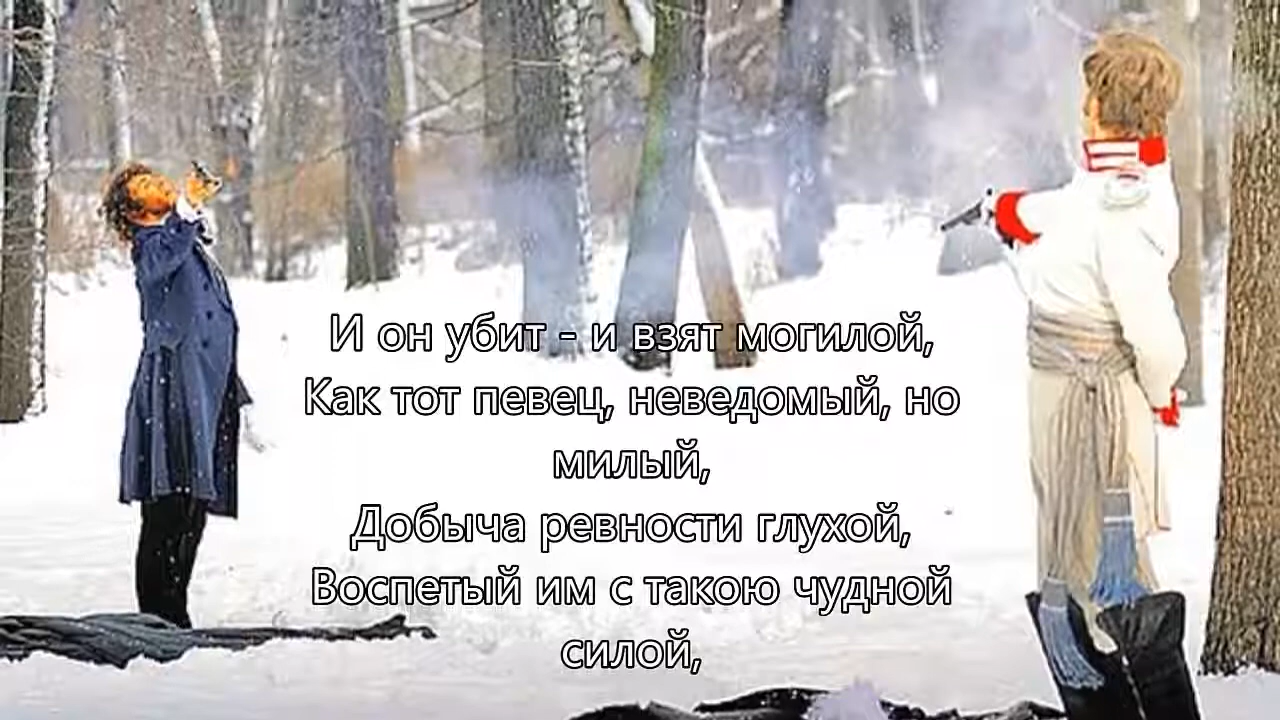 И он убит - и взят могилой,
Как тот певец, неведомый, но
милый,
Добыча ревности глухой,
Воспетый им с такою чудной
силой,